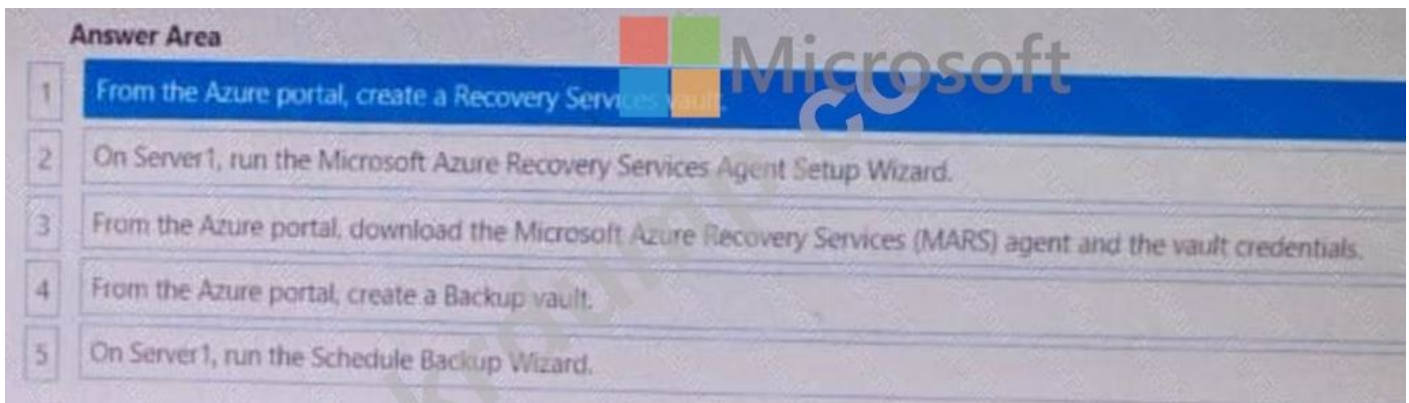 Answer Area
Microsoft
1 From the Azure portal, create a Recovery Services vault.
2 On Server1, run the Microsoft Azure Recovery Services Agent Setup Wizard.
3 From the Azure portal, download the Microsoft Azure Recovery Services (MARS) agent and the vault credentials.
4 From the Azure portal, create a Backup vault.
5 On Server1, run the Schedule Backup Wizard.